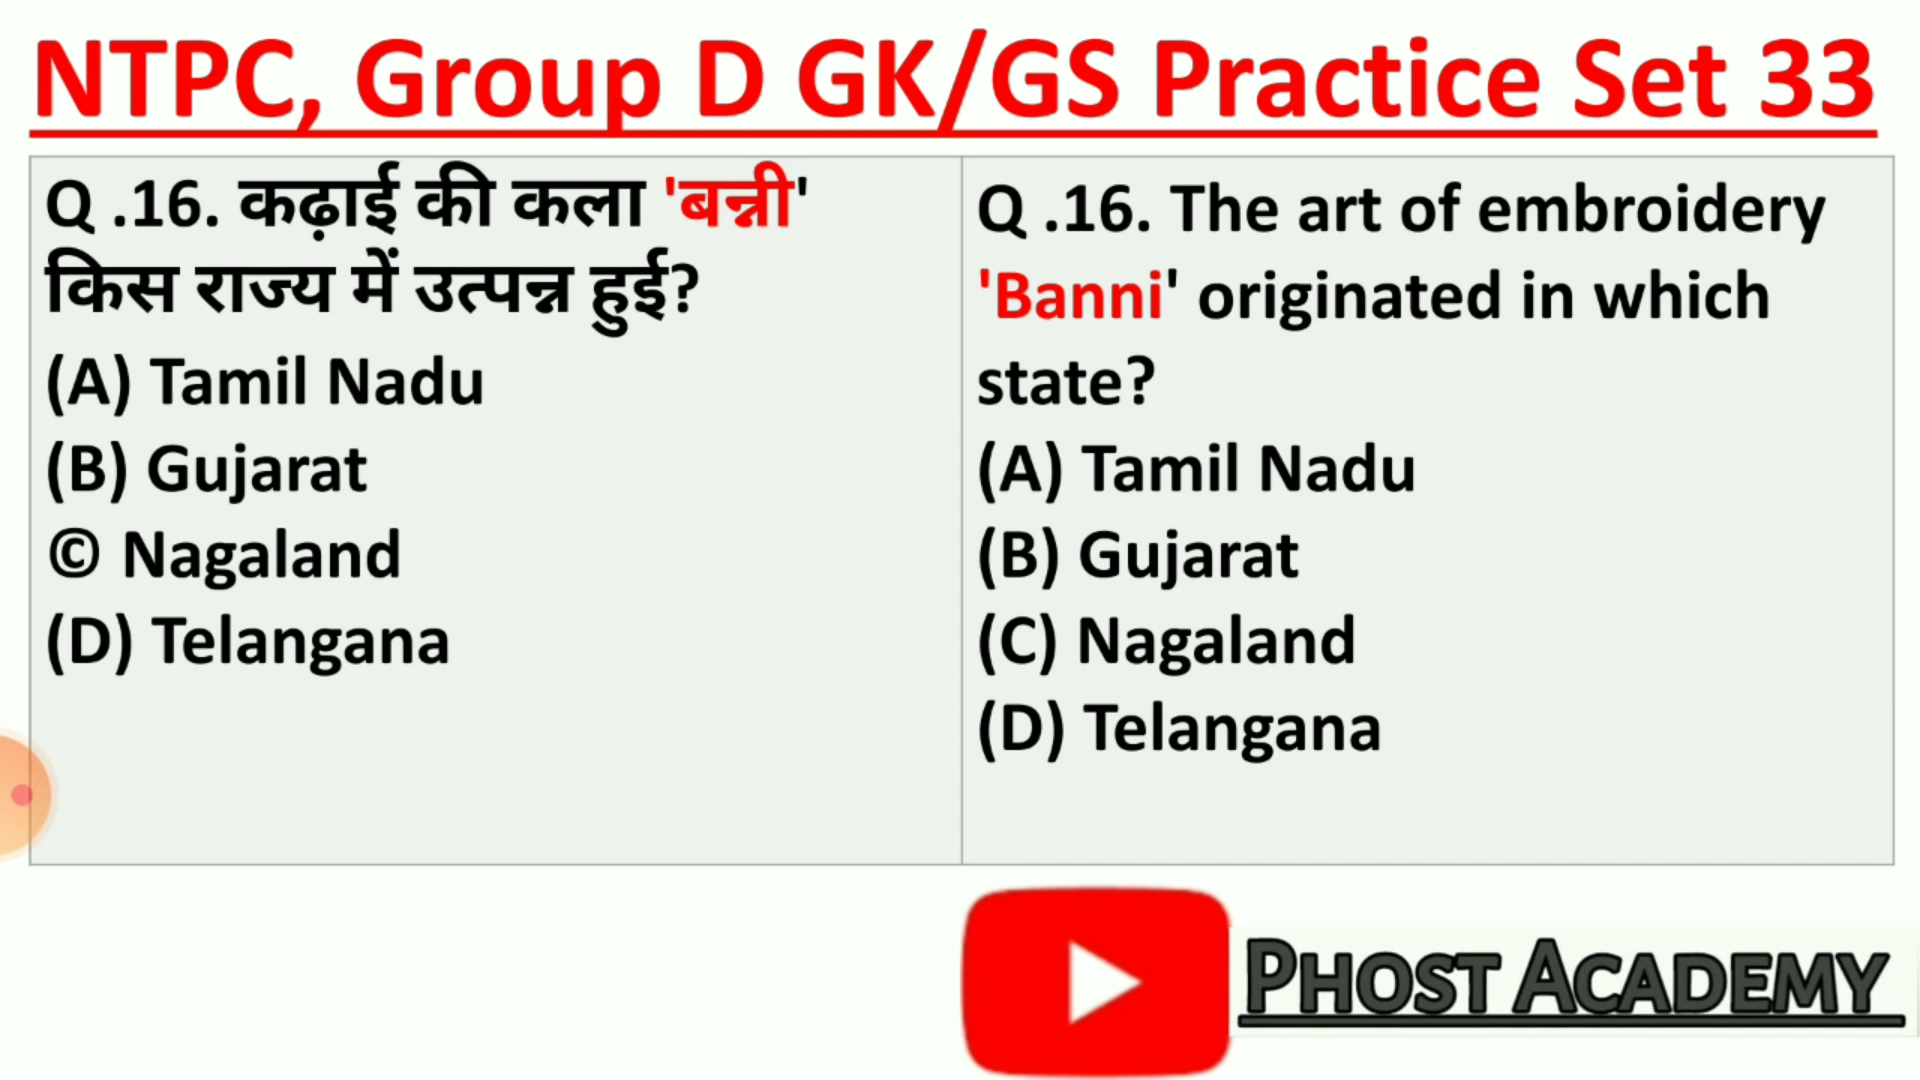 NTPC, Group D GK/GS Practice Set 33
Q .16. कढ़ाई की कला 'बन्नी'
किस राज्य में उत्पन्न हुई?
(A) Tamil Nadu
(B) Gujarat
© Nagaland
(D) Telangana
Q .16. The art of embroidery
'Banni' originated in which
state?
(A) Tamil Nadu
(B) Gujarat
(C) Nagaland
(D) Telangana
PHOST ACADEMY